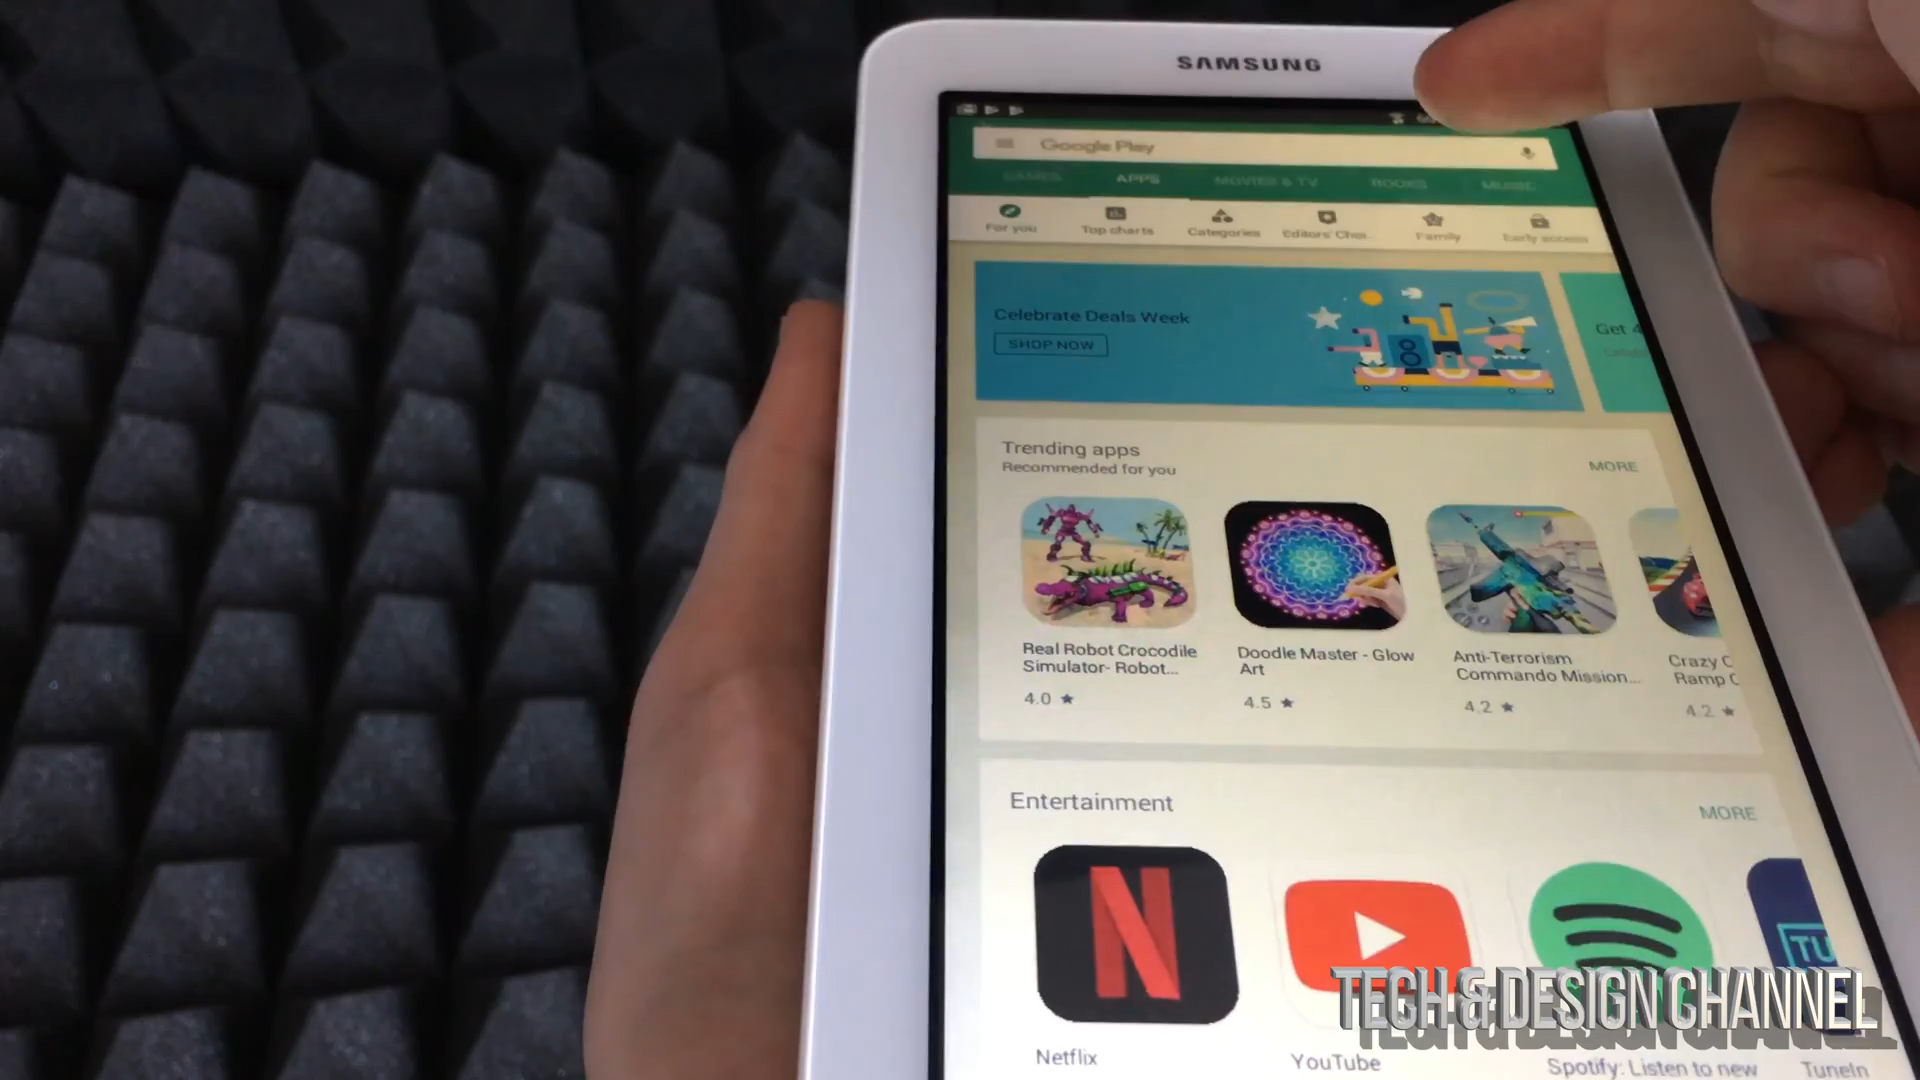 SAMSUNG
Google Play
GAMES APPS MOVIES & TV BOOKS MUSIC
For you Top charts Categories Editors' Choi... Family Early access
Celebrate Deals Week
SHOP NOW
Get 4
Trending apps
Recommended for you
MORE
Real Robot Crocodile
Simulator- Robot...
4.0 ★
Doodle Master - Glow
Art
4.5 ★
Anti-Terrorism
Commando Mission...
4.2 ★
Crazy C
Ramp C
4.2 ★
Entertainment
MORE
N
TU
Netflix
YouTube
Spotify: Listen to new
TuneIn
TECH & DESIGN CHANNEL